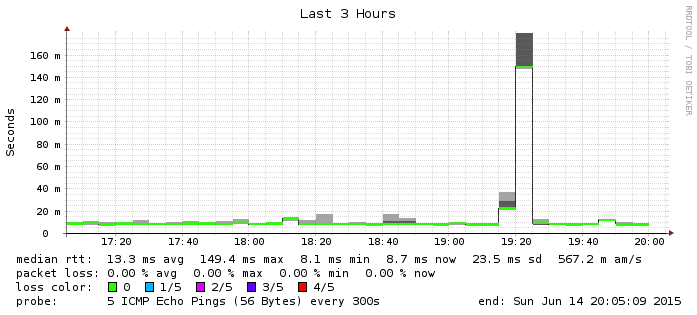 Last 3 Hours
RRDTOOL / TOBI OETIKER
Seconds
160 m
140 m
120 m
100 m
80 m
60 m
40 m
20 m
0
17:20 17:40 18:00 18:20 18:40 19:00 19:20 19:40 20:00
median rtt: 13.3 ms avg 149.4 ms max 8.1 ms min 8.7 ms now 23.5 ms sd 567.2 m am/s
packet loss: 0.00 % avg 0.00 % max 0.00 % min 0.00 % now
loss color: 0 1/5 2/5 3/5 4/5
probe: 5 ICMP Echo Pings (56 Bytes) every 300s end: Sun Jun 14 20:05:09 2015